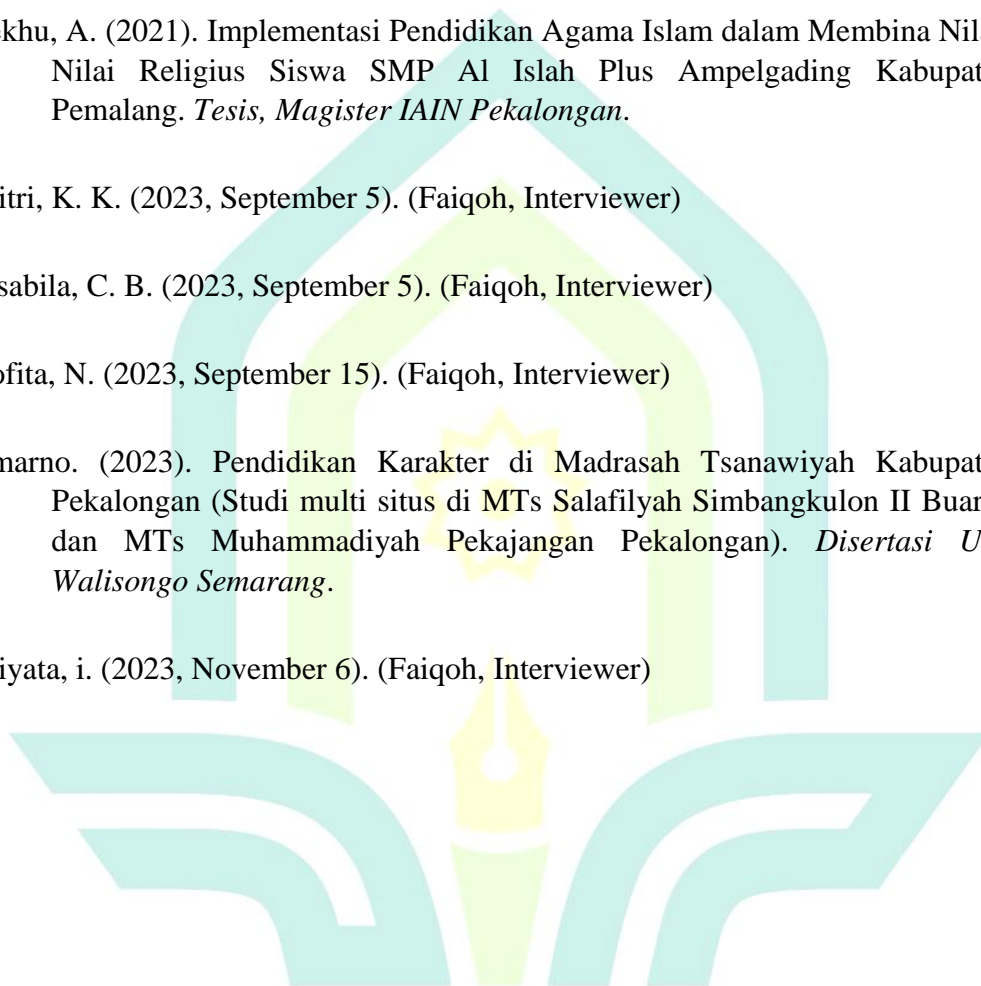 ekhu, A. (2021). Implementasi Pendidikan Agama Islam dalam Membina Nila
Nilai Religius Siswa SMP Al Islah Plus Ampelgading Kabupat
Pemalang. Tesis, Magister IAIN Pekalongan.
itri, K. K. (2023, September 5). (Faiqoh, Interviewer)
sabila, C. B. (2023, September 5). (Faiqoh, Interviewer)
ofita, N. (2023, September 15). (Faiqoh, Interviewer)
marno. (2023). Pendidikan Karakter di Madrasah Tsanawiyah Kabupat
Pekalongan (Studi multi situs di MTs Salafilyah Simbangkulon II Buar
dan MTs Muhammadiyah Pekajangan Pekalongan). Disertasi U
Walisongo Semarang.
iyata, i. (2023, November 6). (Faiqoh, Interviewer)